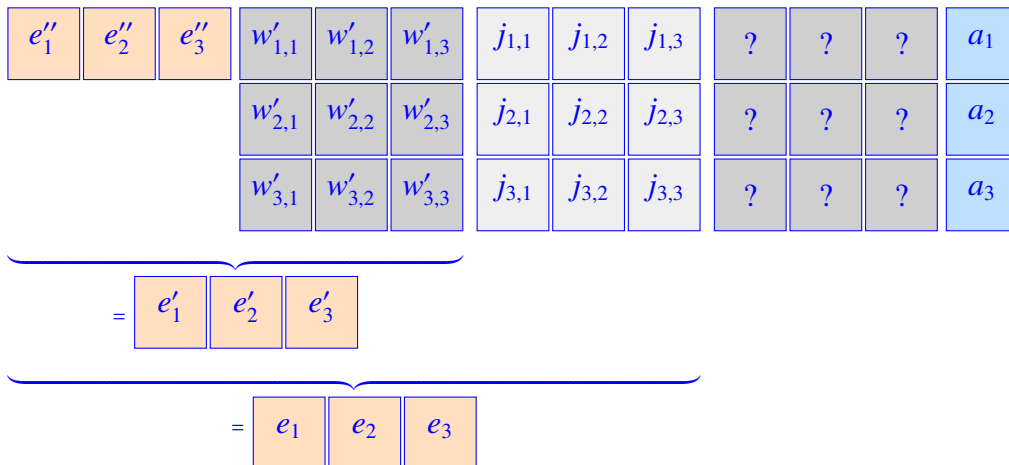 e″₁ e″₂ e″₃ w′₁,₁ w′₁,₂ w′₁,₃ j₁,₁ j₁,₂ j₁,₃ ? ? ? a₁
w′₂,₁ w′₂,₂ w′₂,₃ j₂,₁ j₂,₂ j₂,₃ ? ? ? a₂
w′₃,₁ w′₃,₂ w′₃,₃ j₃,₁ j₃,₂ j₃,₃ ? ? ? a₃
= e′₁ e′₂ e′₃
= e₁ e₂ e₃